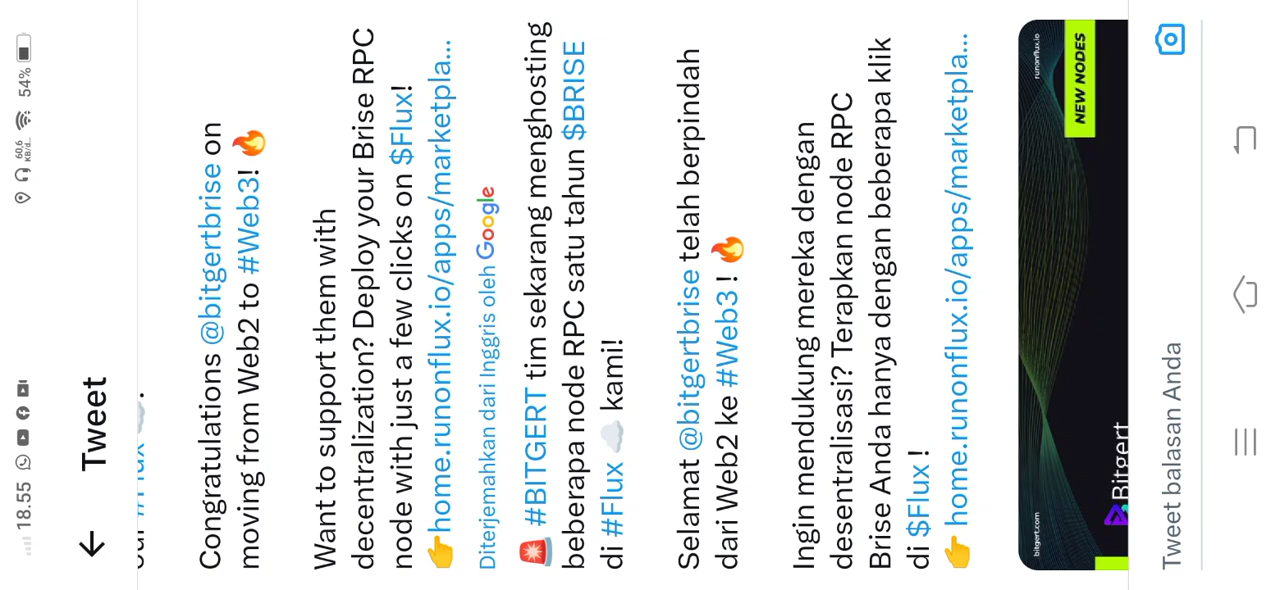 18.55
60,6
KB/d..
54%
← Tweet
Congratulations @bitgertbrise on
moving from Web2 to #Web3! 🔥
Want to support them with
decentralization? Deploy your Brise RPC
node with just a few clicks on $Flux!
👉home.runonflux.io/apps/marketpla...
Diterjemahkan dari Inggris oleh Google
🚨 #BITGERT tim sekarang menghosting
beberapa node RPC satu tahun $BRISE
di #Flux ☁️ kami!
Selamat @bitgertbrise telah berpindah
dari Web2 ke #Web3 ! 🔥
Ingin mendukung mereka dengan
desentralisasi? Terapkan node RPC
Brise Anda hanya dengan beberapa klik
di $Flux !
👉 home.runonflux.io/apps/marketpla...
bitgert.com
runonflux.io
NEW NODES
Bitgert
Tweet balasan Anda